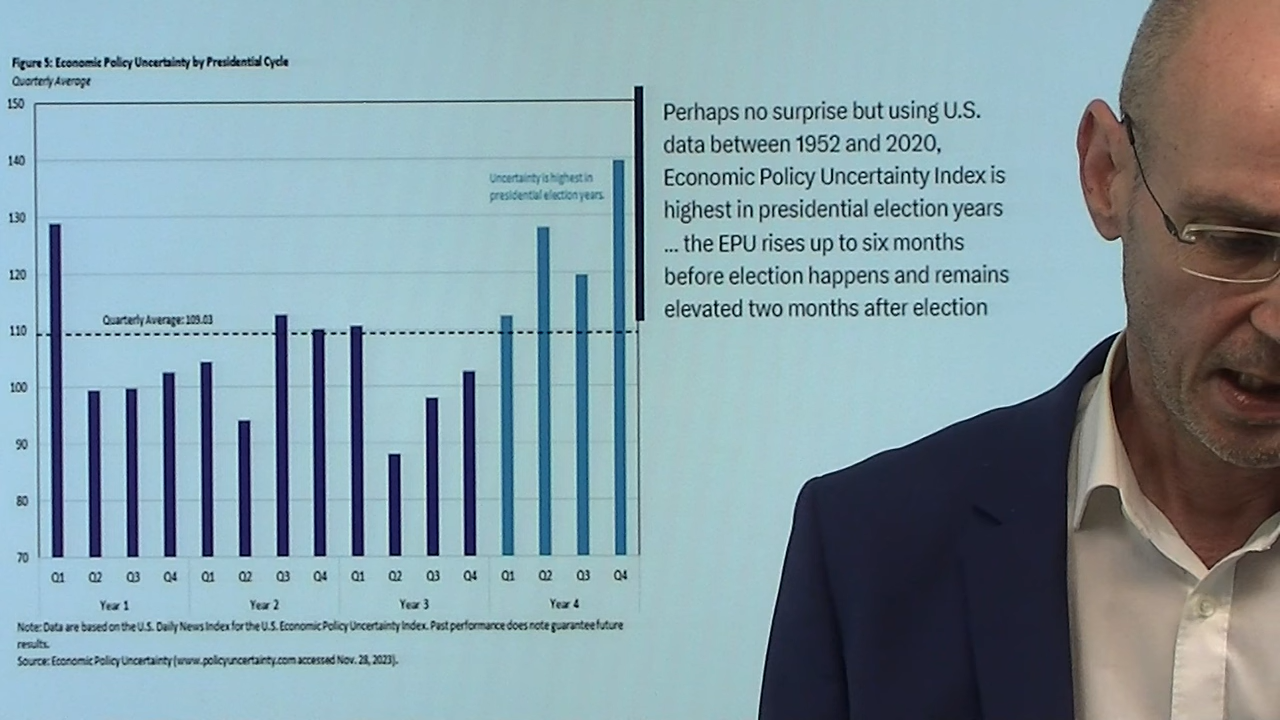 Figure 5: Economic Policy Uncertainty by Presidential Cycle
Quarterly Average
150
140
130
120
110
100
90
80
70
Uncertainty is highest in
presidential election years.
Quarterly Average: 109.03
Q1 Q2 Q3 Q4 Q1 Q2 Q3 Q4 Q1 Q2 Q3 Q4 Q1 Q2 Q3 Q4
Year 1 Year 2 Year 3 Year 4
Note: Data are based on the U.S. Daily News Index for the U.S. Economic Policy Uncertainty Index. Past performance does note guarantee future
results.
Source: Economic Policy Uncertainty (www.policyuncertainty.com accessed Nov. 28, 2023).
Perhaps no surprise but using U.S.
data between 1952 and 2020,
Economic Policy Uncertainty Index is
highest in presidential election years
... the EPU rises up to six months
before election happens and remains
elevated two months after election